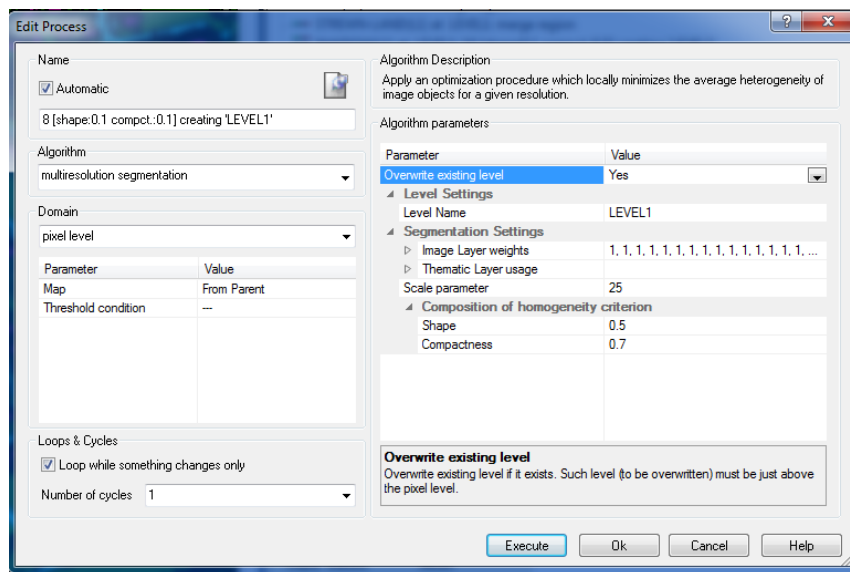 Edit Process
Name
Automatic
8 [shape:0.1 compct.:0.1] creating 'LEVEL1'
Algorithm
multiresolution segmentation
Domain
pixel level
Parameter Value
Map From Parent
Threshold condition ---
Loops & Cycles
Loop while something changes only
Number of cycles 1
Algorithm Description
Apply an optimization procedure which locally minimizes the average heterogeneity of
image objects for a given resolution.
Algorithm parameters
Parameter Value
Overwrite existing level Yes
Level Settings
Level Name LEVEL1
Segmentation Settings
Image Layer weights 1, 1, 1, 1, 1, 1, 1, 1, 1, 1, 1, 1, 1, 1, 1, ...
Thematic Layer usage
Scale parameter 25
Composition of homogeneity criterion
Shape 0.5
Compactness 0.7
Overwrite existing level
Overwrite existing level if it exists. Such level (to be overwritten) must be just above
the pixel level.
Execute Ok Cancel Help